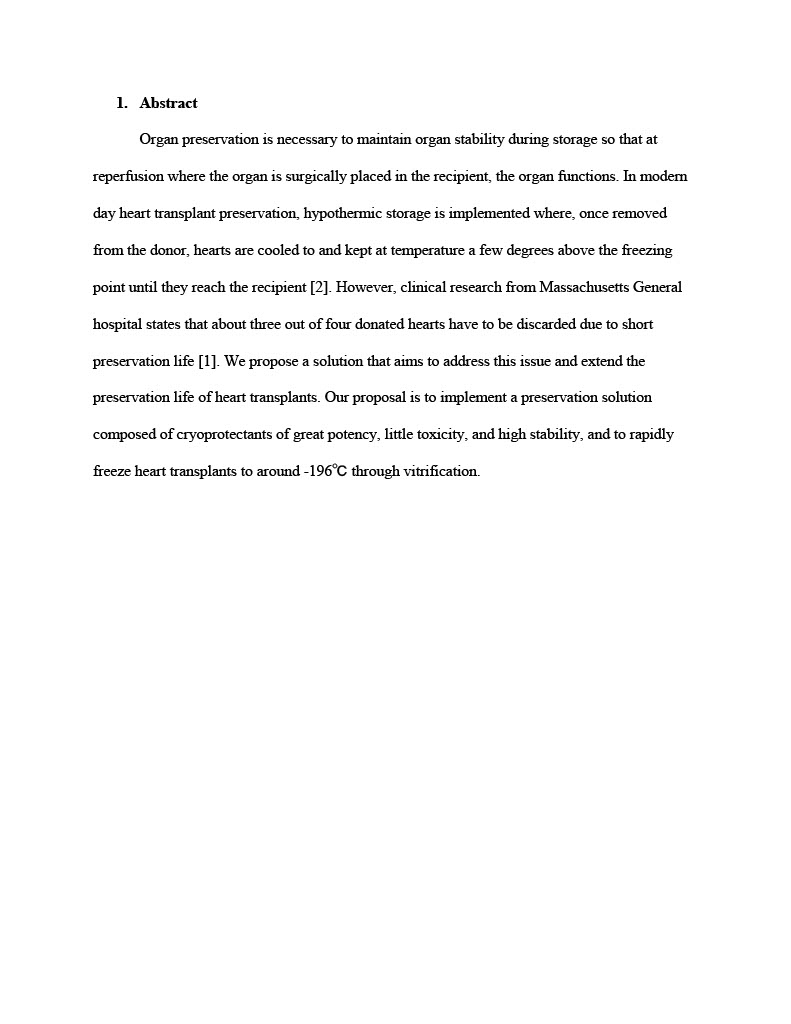 1. Abstract
Organ preservation is necessary to maintain organ stability during storage so that at
reperfusion where the organ is surgically placed in the recipient, the organ functions. In modern
day heart transplant preservation, hypothermic storage is implemented where, once removed
from the donor, hearts are cooled to and kept at temperature a few degrees above the freezing
point until they reach the recipient [2]. However, clinical research from Massachusetts General
hospital states that about three out of four donated hearts have to be discarded due to short
preservation life [1]. We propose a solution that aims to address this issue and extend the
preservation life of heart transplants. Our proposal is to implement a preservation solution
composed of cryoprotectants of great potency, little toxicity, and high stability, and to rapidly
freeze heart transplants to around -196℃ through vitrification.